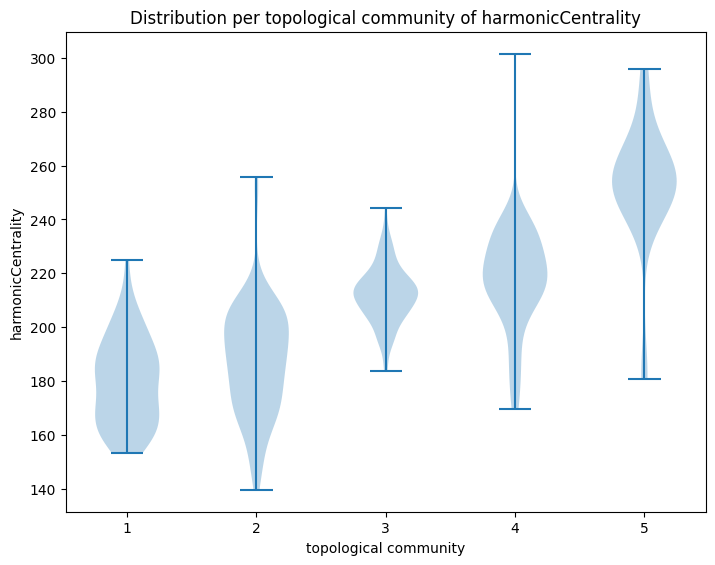 Distribution per topological community of harmonicCentrality
300
280
260
240
220
200
180
160
140
harmonicCentrality
1 2 3 4 5
topological community